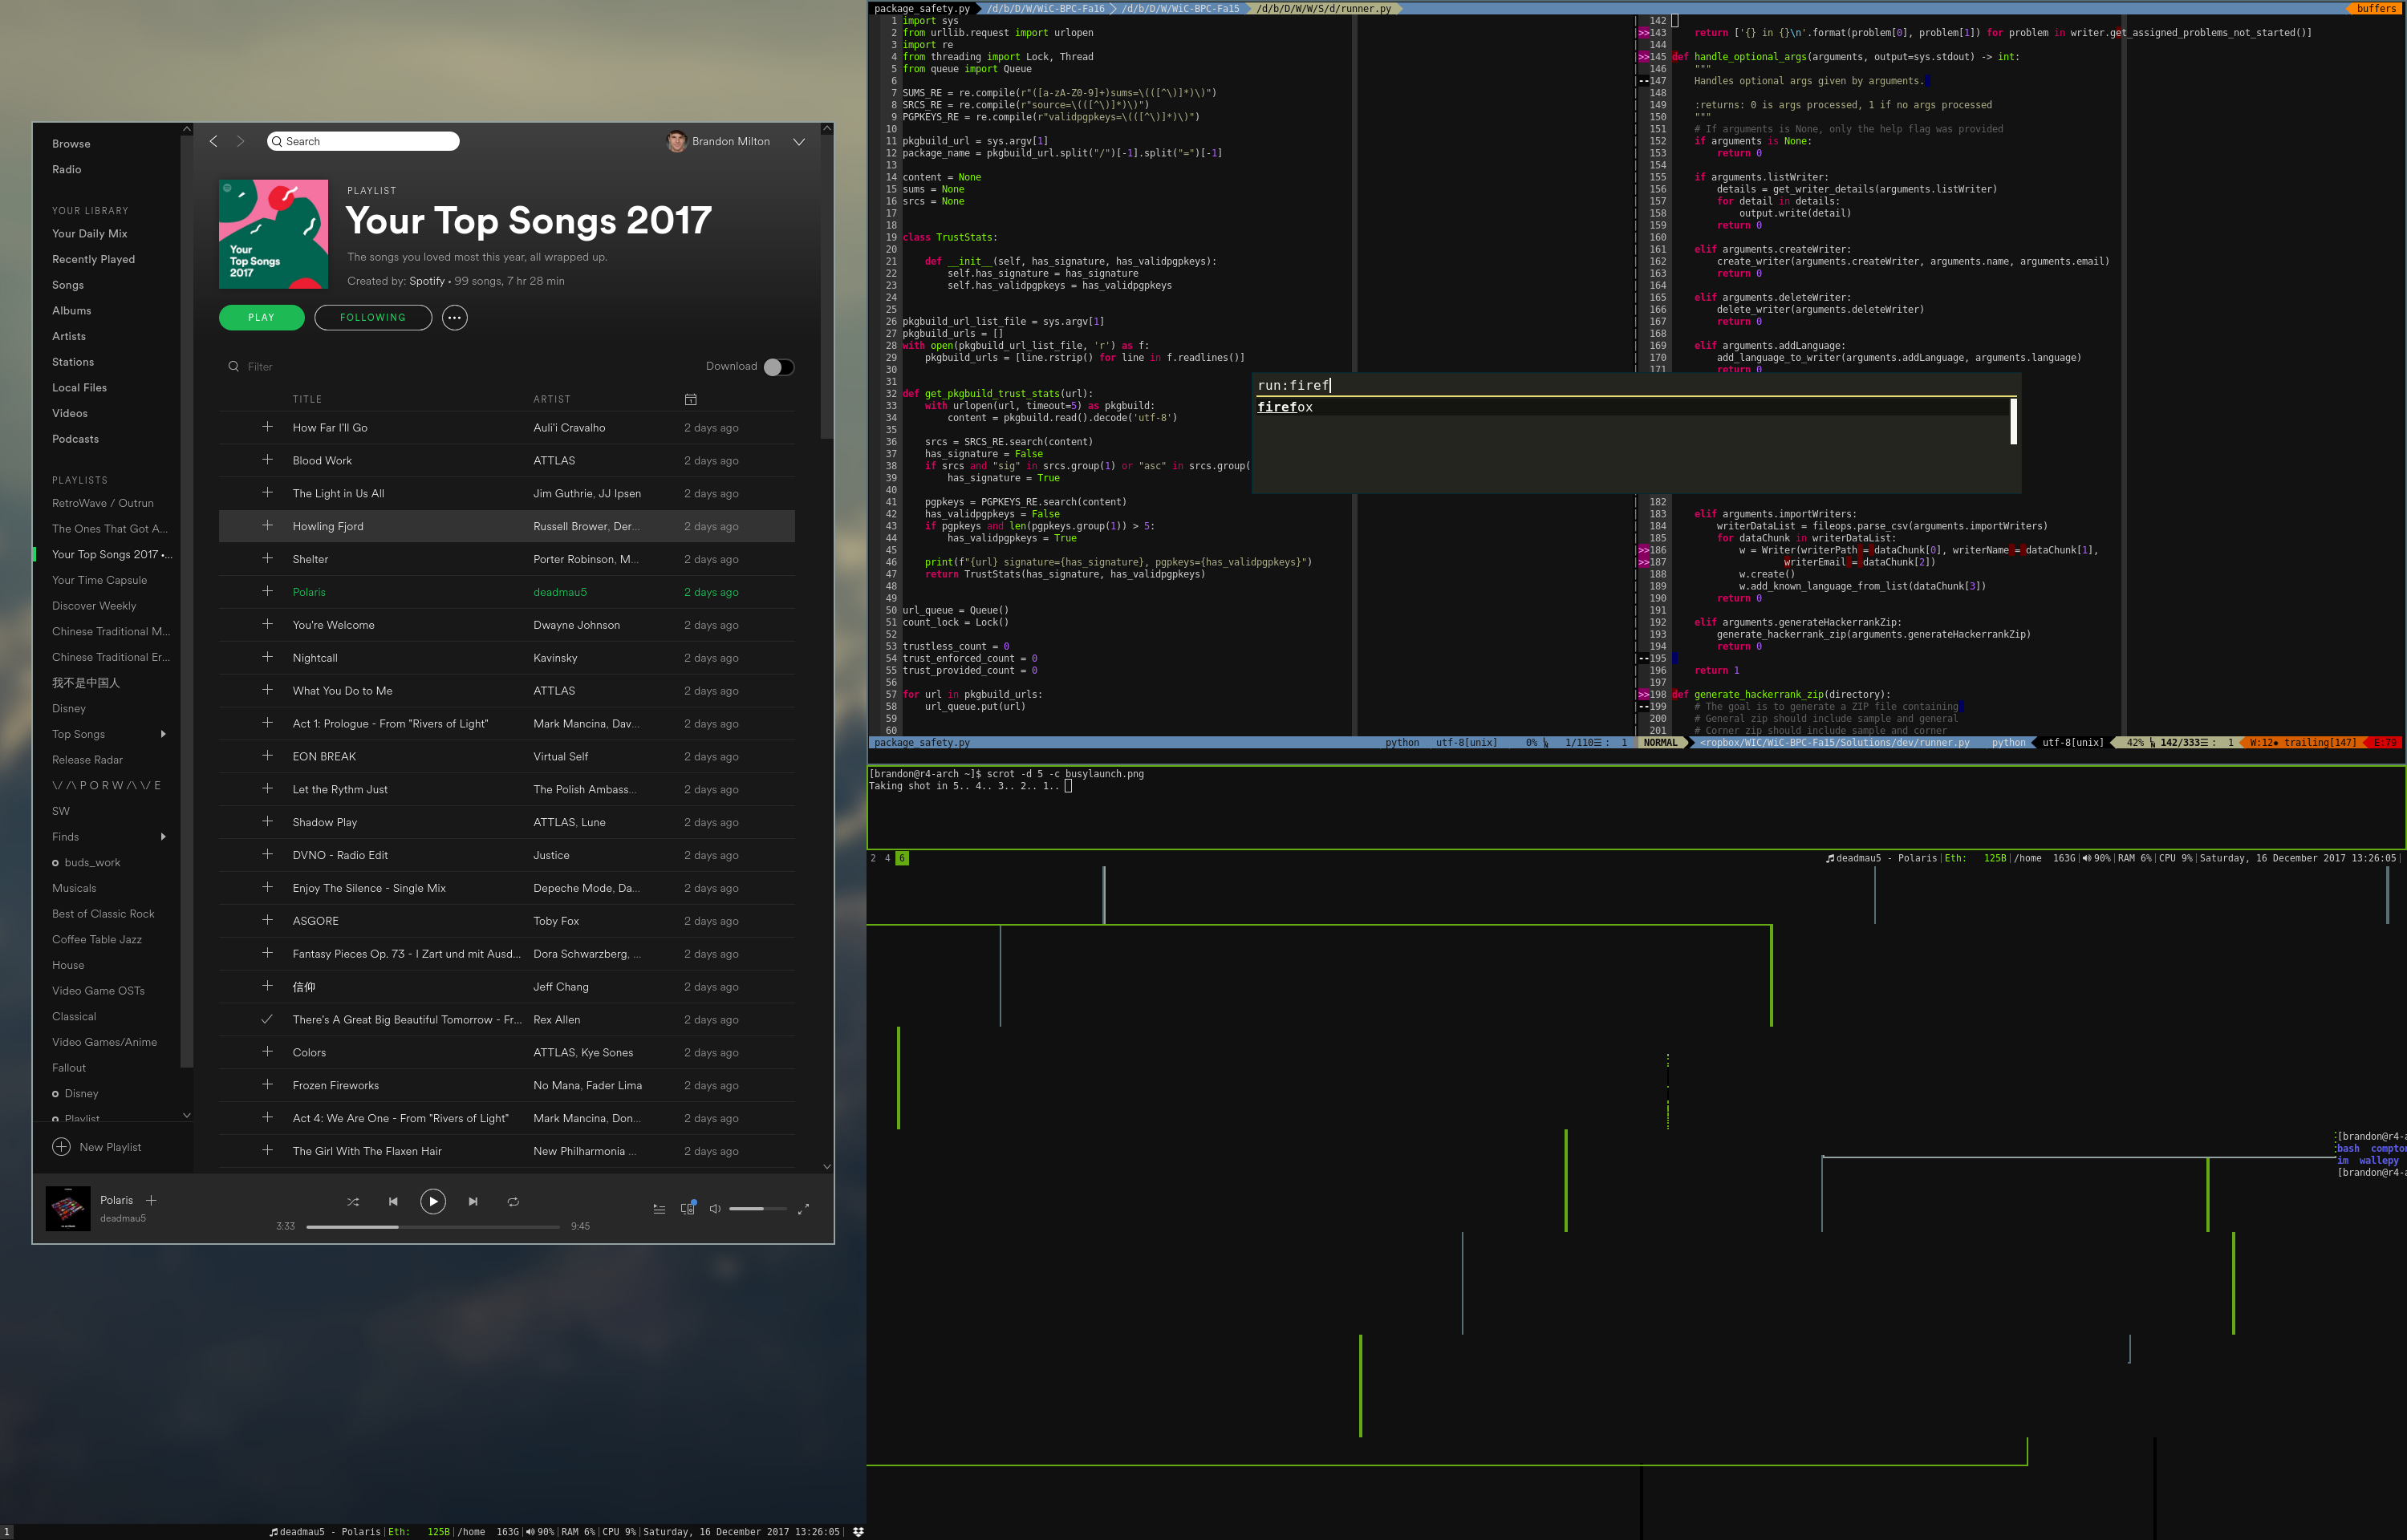 Browse
Radio
YOUR LIBRARY
Your Daily Mix
Recently Played
Songs
Albums
Artists
Stations
Local Files
Videos
Podcasts
PLAYLISTS
RetroWave / Outrun
The Ones That Got A...
Your Top Songs 2017 •...
Your Time Capsule
Discover Weekly
Chinese Traditional M...
Chinese Traditional Er...
我不是中国人
Disney
Top Songs
Release Radar
\/ /\ P O R W /\ \/ E
SW
Finds
buds_work
Musicals
Best of Classic Rock
Coffee Table Jazz
House
Video Game OSTs
Classical
Video Games/Anime
Fallout
Disney
Playlist
New Playlist
Search
Brandon Milton
PLAYLIST
Your Top Songs 2017
The songs you loved most this year, all wrapped up.
Created by: Spotify • 99 songs, 7 hr 28 min
Your
Top Songs
2017
PLAY FOLLOWING
Filter Download
TITLE ARTIST
How Far I'll Go Auli'i Cravalho 2 days ago
Blood Work ATTLAS 2 days ago
The Light in Us All Jim Guthrie, JJ Ipsen 2 days ago
Howling Fjord Russell Brower, Der... 2 days ago
Shelter Porter Robinson, M... 2 days ago
Polaris deadmau5 2 days ago
You're Welcome Dwayne Johnson 2 days ago
Nightcall Kavinsky 2 days ago
What You Do to Me ATTLAS 2 days ago
Act 1: Prologue - From "Rivers of Light" Mark Mancina, Dav... 2 days ago
EON BREAK Virtual Self 2 days ago
Let the Rythm Just The Polish Ambass... 2 days ago
Shadow Play ATTLAS, Lune 2 days ago
DVNO - Radio Edit Justice 2 days ago
Enjoy The Silence - Single Mix Depeche Mode, Da... 2 days ago
ASGORE Toby Fox 2 days ago
Fantasy Pieces Op. 73 - I Zart und mit Ausd... Dora Schwarzberg, ... 2 days ago
信仰 Jeff Chang 2 days ago
There's A Great Big Beautiful Tomorrow - Fr... Rex Allen 2 days ago
Colors ATTLAS, Kye Sones 2 days ago
Frozen Fireworks No Mana, Fader Lima 2 days ago
Act 4: We Are One - From "Rivers of Light" Mark Mancina, Don... 2 days ago
The Girl With The Flaxen Hair New Philharmonia ... 2 days ago
Polaris
deadmau5
3:33 9:45
1 deadmau5 - Polaris|Eth: 125B|/home 163G|90%|RAM 6%|CPU 9%|Saturday, 16 December 2017 13:26:05|
package_safety.py /d/b/D/W/WiC-BPC-Fa16 /d/b/D/W/WiC-BPC-Fa15 /d/b/D/W/W/S/d/runner.py buffers
1 import sys
2 from urllib.request import urlopen
3 import re
4 from threading import Lock, Thread
5 from queue import Queue
6
7 SUMS_RE = re.compile(r"([a-zA-Z0-9]+)sums=\(([^\)]*)\)")
8 SRCS_RE = re.compile(r"source=\(([^\)]*)\)")
9 PGPKEYS_RE = re.compile(r"validpgpkeys=\(([^\)]*)\)")
10
11 pkgbuild_url = sys.argv[1]
12 package_name = pkgbuild_url.split("/")[-1].split("=")[-1]
13
14 content = None
15 sums = None
16 srcs = None
17
18
19 class TrustStats:
20
21 def __init__(self, has_signature, has_validpgpkeys):
22 self.has_signature = has_signature
23 self.has_validpgpkeys = has_validpgpkeys
24
25
26 pkgbuild_url_list_file = sys.argv[1]
27 pkgbuild_urls = []
28 with open(pkgbuild_url_list_file, 'r') as f:
29 pkgbuild_urls = [line.rstrip() for line in f.readlines()]
30
31
32 def get_pkgbuild_trust_stats(url):
33 with urlopen(url, timeout=5) as pkgbuild:
34 content = pkgbuild.read().decode('utf-8')
35
36 srcs = SRCS_RE.search(content)
37 has_signature = False
38 if srcs and "sig" in srcs.group(1) or "asc" in srcs.group(
39 has_signature = True
40
41 pgpkeys = PGPKEYS_RE.search(content)
42 has_validpgpkeys = False
43 if pgpkeys and len(pgpkeys.group(1)) > 5:
44 has_validpgpkeys = True
45
46 print(f"{url} signature={has_signature}, pgpkeys={has_validpgpkeys}")
47 return TrustStats(has_signature, has_validpgpkeys)
48
49
50 url_queue = Queue()
51 count_lock = Lock()
52
53 trustless_count = 0
54 trust_enforced_count = 0
55 trust_provided_count = 0
56
57 for url in pkgbuild_urls:
58 url_queue.put(url)
59
60
package_safety.py python utf-8[unix] 0% 1/110 : 1
142
>>143 return ['{} in {}\n'.format(problem[0], problem[1]) for problem in writer.get_assigned_problems_not_started()]
144
>>145 def handle_optional_args(arguments, output=sys.stdout) -> int:
146 """
--147 Handles optional args given by arguments.
148
149 :returns: 0 is args processed, 1 if no args processed
150 """
151 # If arguments is None, only the help flag was provided
152 if arguments is None:
153 return 0
154
155 if arguments.listWriter:
156 details = get_writer_details(arguments.listWriter)
157 for detail in details:
158 output.write(detail)
159 return 0
160
161 elif arguments.createWriter:
162 create_writer(arguments.createWriter, arguments.name, arguments.email)
163 return 0
164
165 elif arguments.deleteWriter:
166 delete_writer(arguments.deleteWriter)
167 return 0
168
169 elif arguments.addLanguage:
170 add_language_to_writer(arguments.addLanguage, arguments.language)
171 return 0
run:firef
firefox
182
183 elif arguments.importWriters:
184 writerDataList = fileops.parse_csv(arguments.importWriters)
185 for dataChunk in writerDataList:
>>186 w = Writer(writerPath = dataChunk[0], writerName = dataChunk[1],
>>187 writerEmail = dataChunk[2])
188 w.create()
189 w.add_known_language_from_list(dataChunk[3])
190 return 0
191
192 elif arguments.generateHackerrankZip:
193 generate_hackerrank_zip(arguments.generateHackerrankZip)
194 return 0
--195
196 return 1
197
>>198 def generate_hackerrank_zip(directory):
--199 # The goal is to generate a ZIP file containing
200 # General zip should include sample and general
201 # Corner zip should include sample and corner
NORMAL <ropbox/WIC/WiC-BPC-Fa15/Solutions/dev/runner.py python utf-8[unix] 42% 142/333 : 1 W:12• trailing[147] E:79
[brandon@r4-arch ~]$ scrot -d 5 -c busylaunch.png
Taking shot in 5.. 4.. 3.. 2.. 1..
2 4 6 deadmau5 - Polaris|Eth: 125B|/home 163G|90%|RAM 6%|CPU 9%|Saturday, 16 December 2017 13:26:05|
[brandon@r4-a
bash compto
im wallepy
[brandon@r4-a